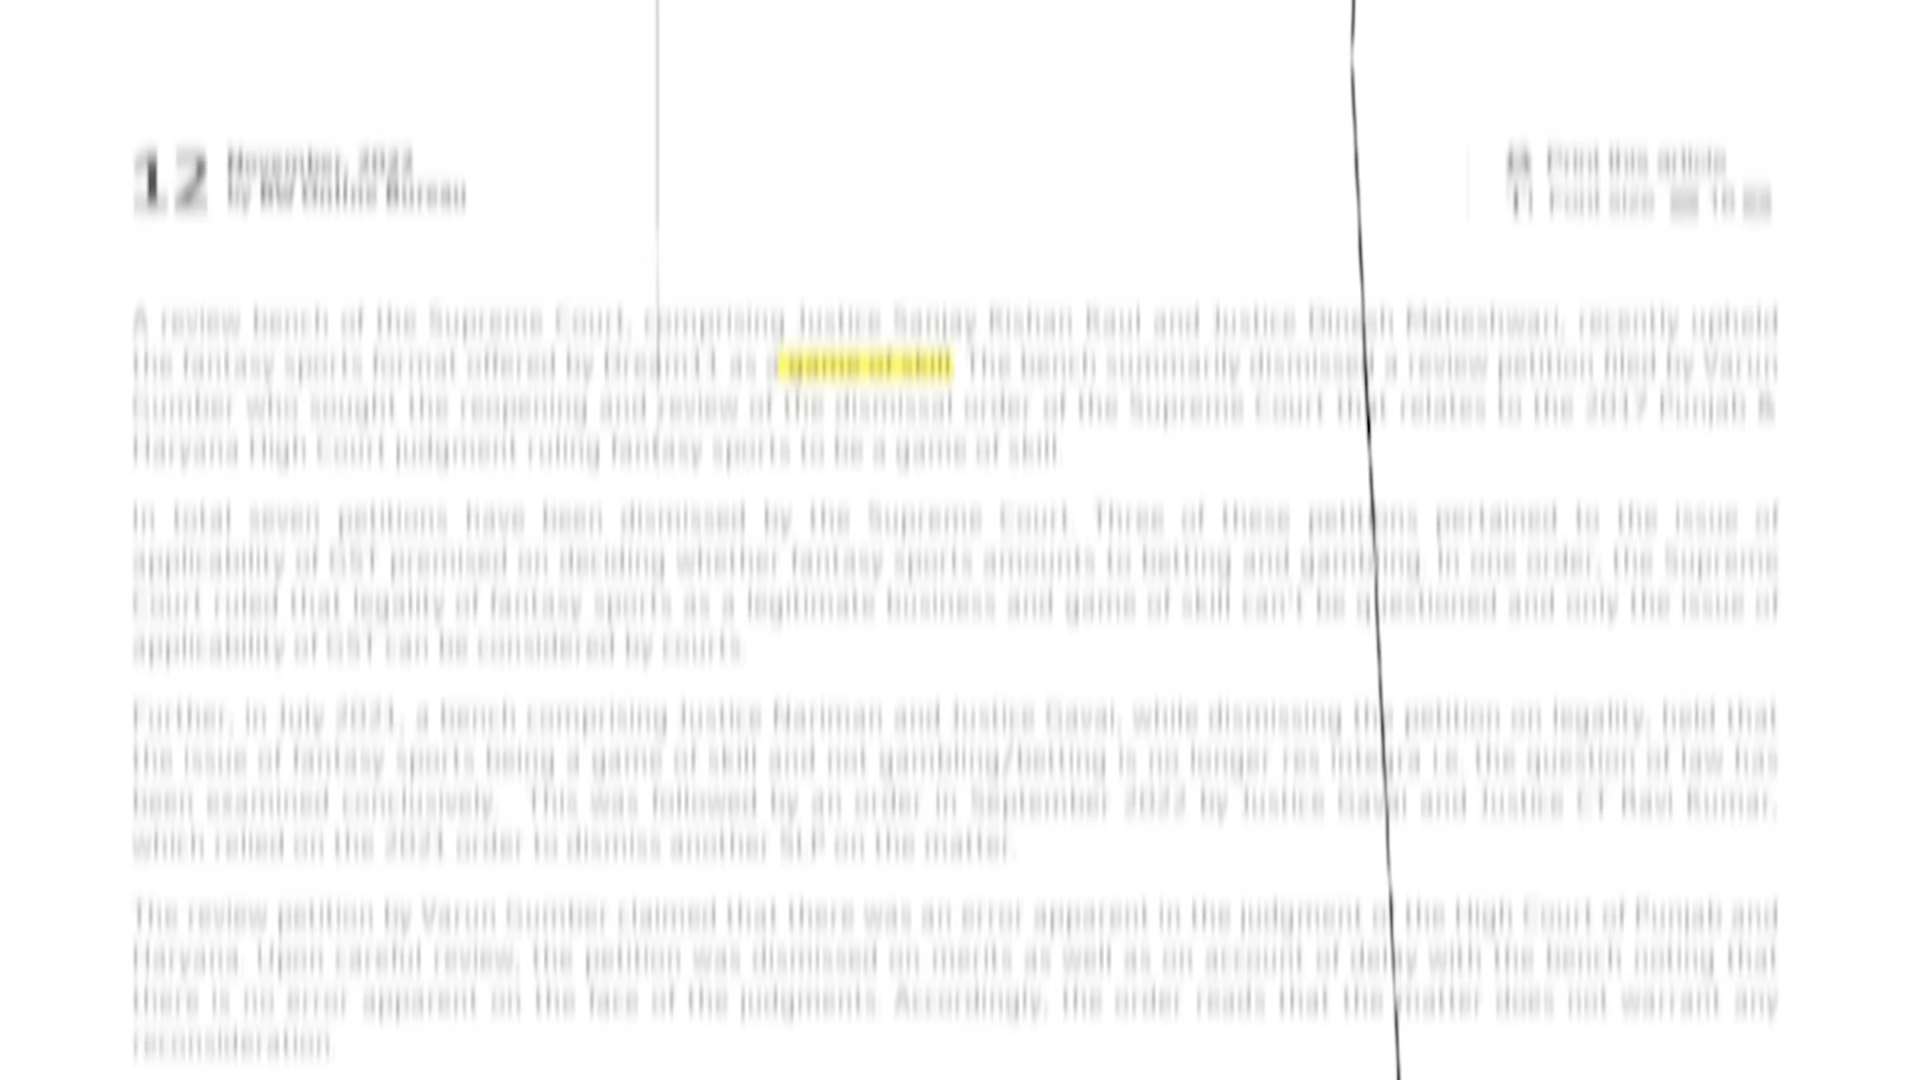 12 November, 2022
by BW Online Bureau
Print this article
Font size 16
A review bench of the Supreme Court, comprising Justice Sanjay Kishan Kaul and Justice Dinesh Maheshwari, recently upheld
the fantasy sports format offered by Dream11 as a game of skill. The bench summarily dismissed a review petition filed by Varun
Gumber who sought the reopening and review of the dismissal order of the Supreme Court that relates to the 2017 Punjab &
Haryana High Court judgment ruling fantasy sports to be a game of skill.
In total seven petitions have been dismissed by the Supreme Court. Three of these petitions pertained to the issue of
applicability of GST premised on deciding whether fantasy sports amounts to betting and gambling. In one order, the Supreme
Court ruled that legality of fantasy sports as a legitimate business and game of skill can't be questioned and only the issue of
applicability of GST can be considered by courts.
Further, in July 2021, a bench comprising Justice Nariman and Justice Gavai, while dismissing the petition on legality, held that
the issue of fantasy sports being a game of skill and not gambling/betting is no longer res integra i.e. the question of law has
been examined conclusively. This was followed by an order in September 2022 by Justice Gavai and Justice CT Ravi Kumar,
which relied on the 2021 order to dismiss another SLP on the matter.
The review petition by Varun Gumber claimed that there was an error apparent in the judgment of the High Court of Punjab and
Haryana. Upon careful review, the petition was dismissed on merits as well as on account of delay with the bench noting that
there is no error apparent on the face of the judgments. Accordingly, the order reads that the matter does not warrant any
reconsideration.